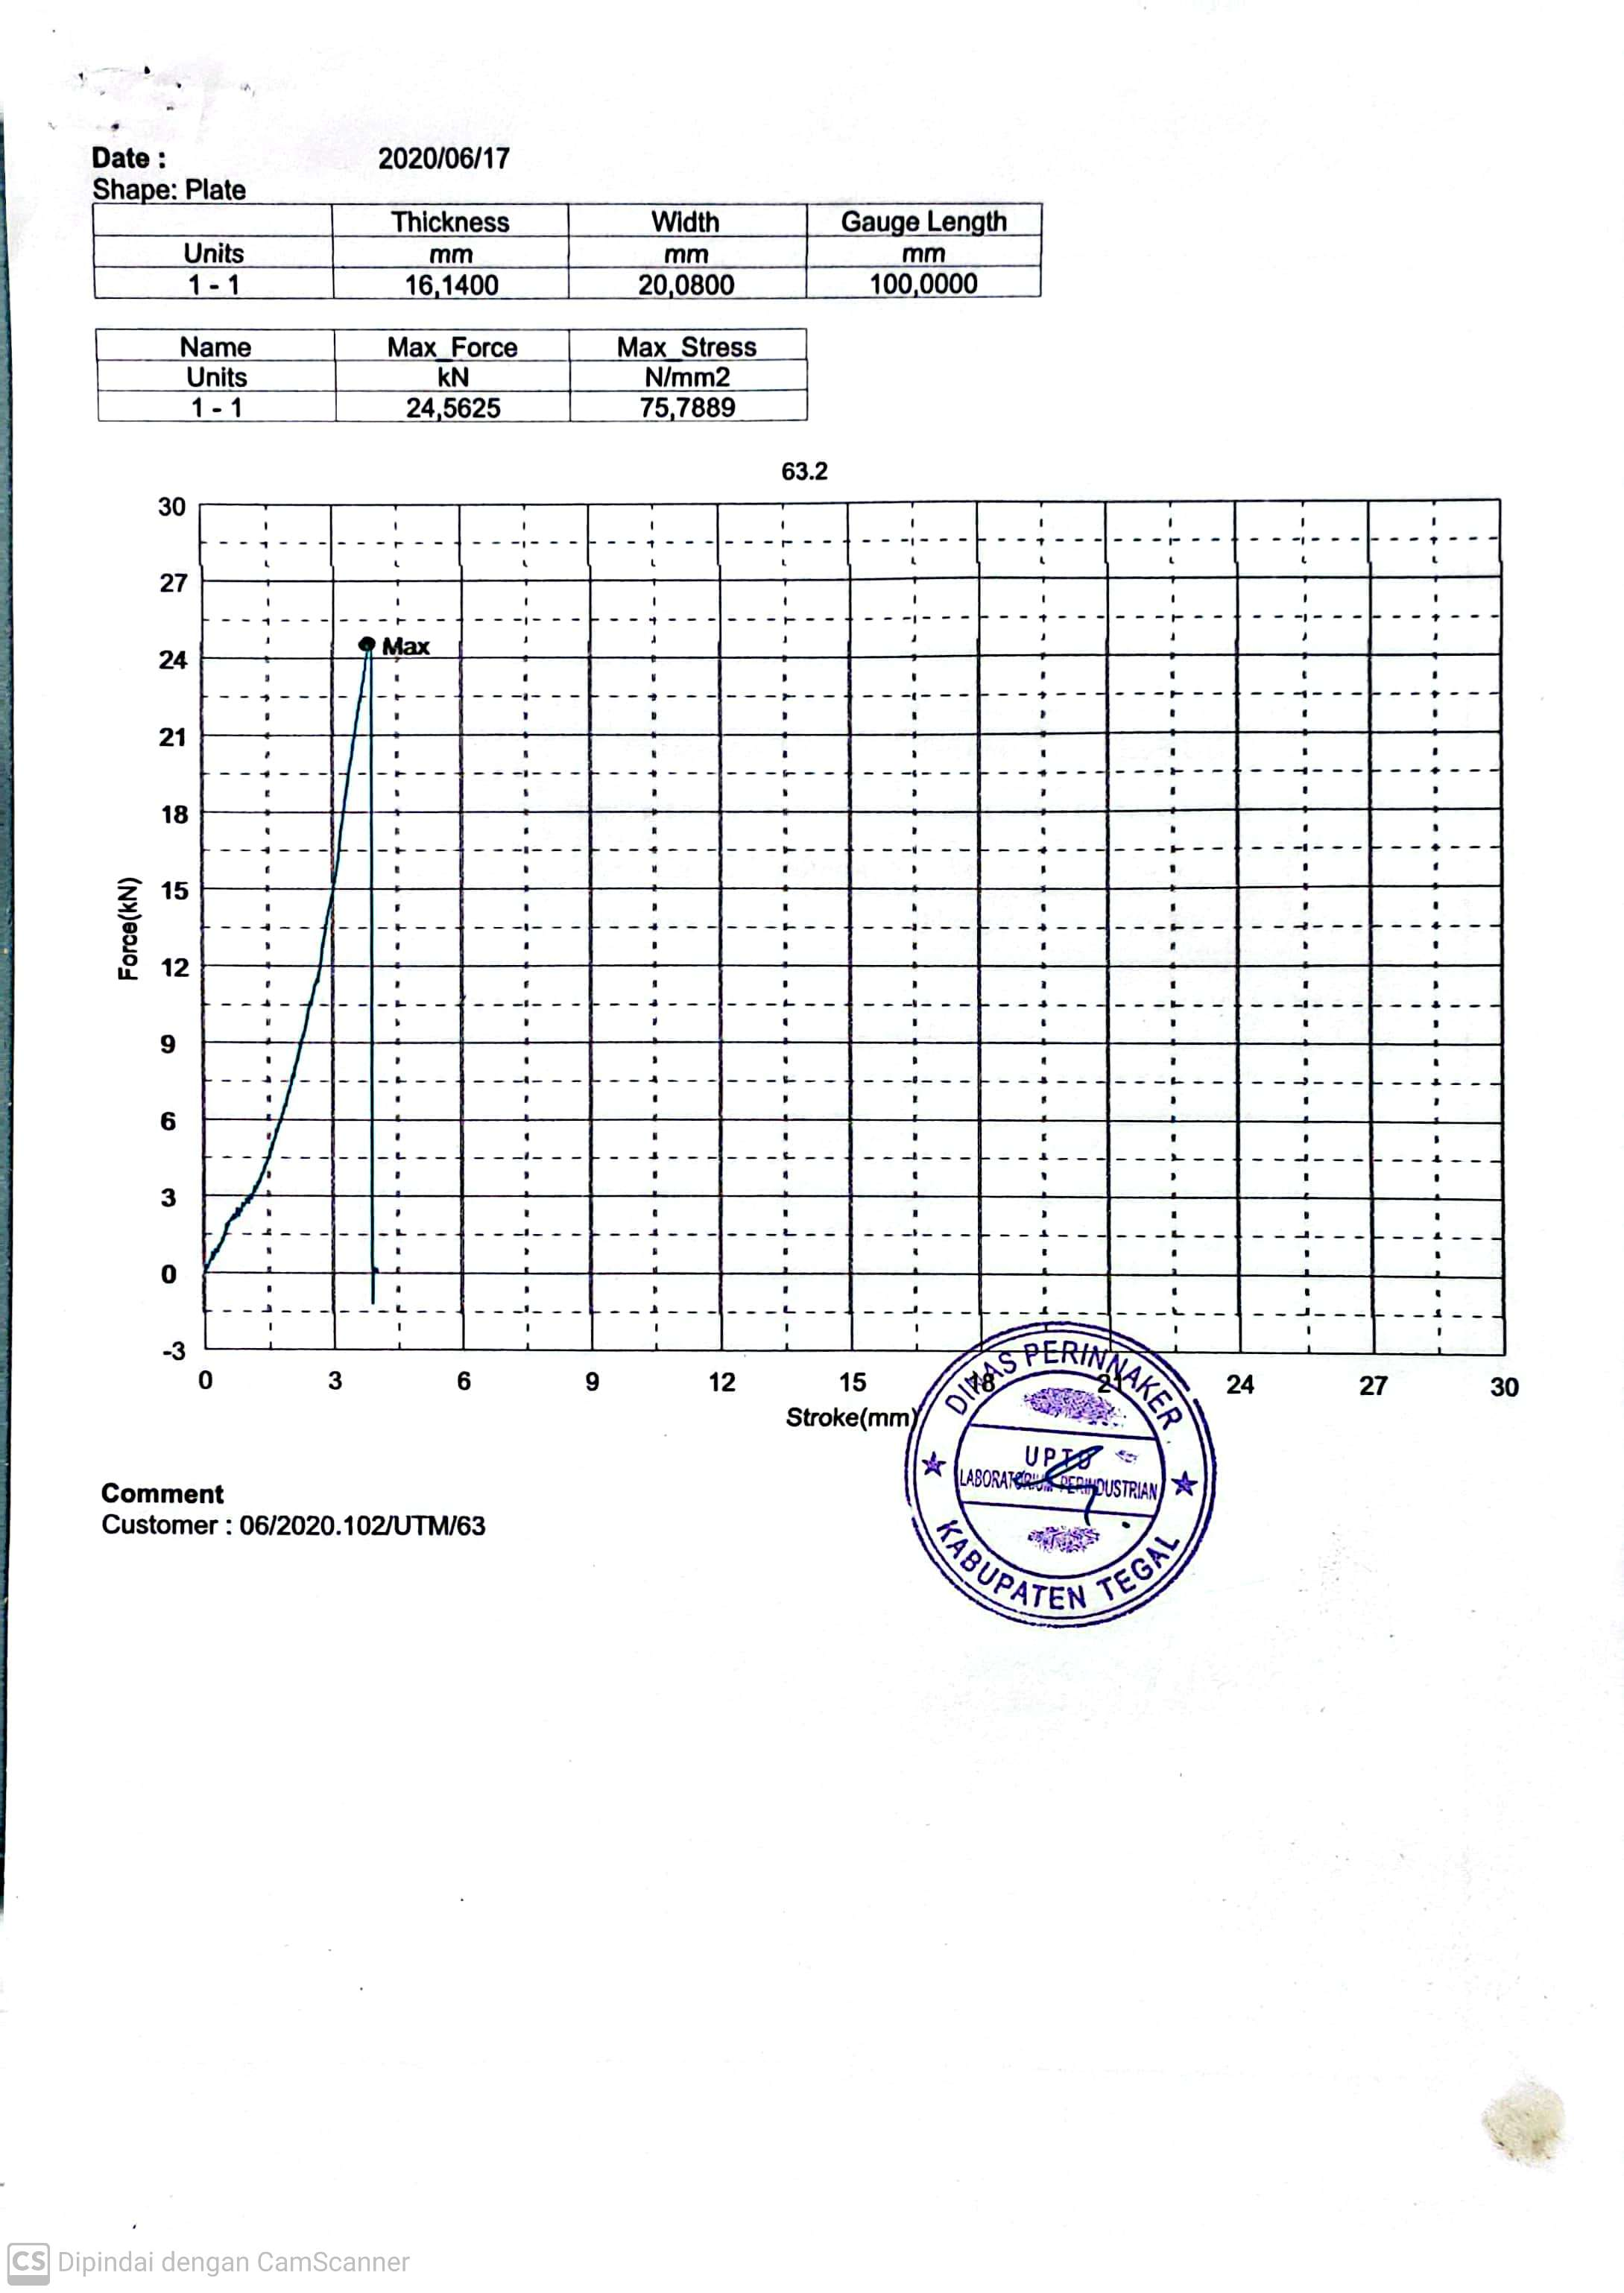 Date : 2020/06/17
Shape: Plate
Thickness Width Gauge Length
Units mm mm mm
1 - 1 16,1400 20,0800 100,0000
Name Max_Force Max_Stress
Units kN N/mm2
1 - 1 24,5625 75,7889
63.2
30
27
Max
24
21
18
15
Force(kN)
12
9
6
3
0
-3
0 3 6 9 12 15 18 21 24 27 30
Stroke(mm)
DINAS PERINNAKER
UPTD
LABORATORIUM PERINDUSTRIAN
KABUPATEN TEGAL
Comment
Customer : 06/2020.102/UTM/63
CS Dipindai dengan CamScanner